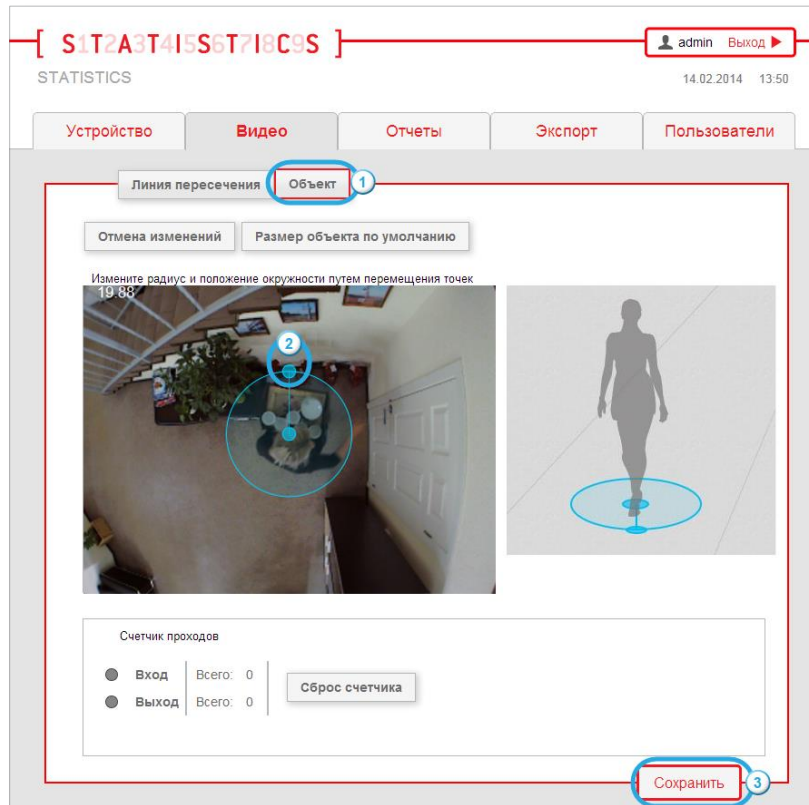 [ S1T2A3T4I5S6T7I8C9S ]
admin Выход
STATISTICS
14.02.2014 13:50
Устройство Видео Отчеты Экспорт Пользователи
Линия пересечения Объект 1
Отмена изменений Размер объекта по умолчанию
Измените радиус и положение окружности путем перемещения точек
19.88
2
Счетчик проходов
Вход Всего: 0
Выход Всего: 0
Сброс счетчика
Сохранить 3